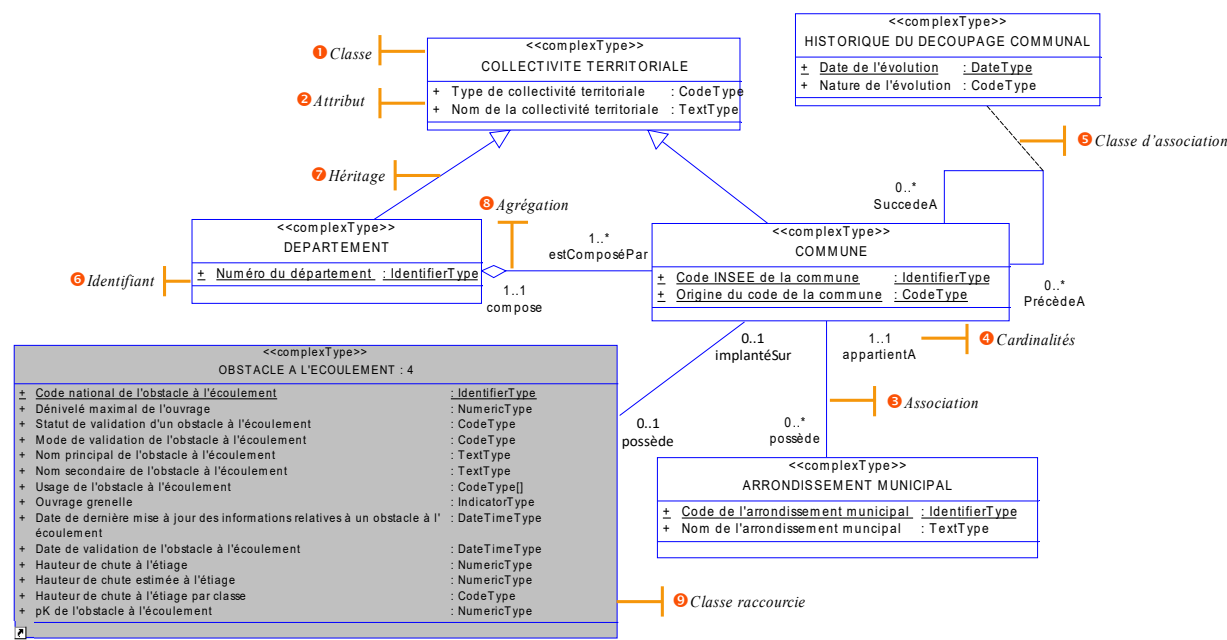 <<complexType>>
COLLECTIVITE TERRITORIALE
+ Type de collectivité territoriale : CodeType
+ Nom de la collectivité territoriale : TextType
<<complexType>>
HISTORIQUE DU DECOUPAGE COMMUNAL
+ Date de l'évolution : DateType
+ Nature de l'évolution : CodeType
❶ Classe
❷ Attribut
❺ Classe d'association
❼ Héritage
❽ Agrégation
0..*
SuccedeA
<<complexType>>
DEPARTEMENT
+ Numéro du département : IdentifierType
❻ Identifiant
1..1
compose
1..*
estComposéPar
<<complexType>>
COMMUNE
+ Code INSEE de la commune : IdentifierType
+ Origine du code de la commune : CodeType
0..*
PrécèdeA
0..1
implantéSur
1..1
appartientA
❹ Cardinalités
❸ Association
0..1
possède
0..*
possède
<<complexType>>
OBSTACLE A L'ECOULEMENT : 4
+ Code national de l'obstacle à l'écoulement : IdentifierType
+ Dénivelé maximal de l'ouvrage : NumericType
+ Statut de validation d'un obstacle à l'écoulement : CodeType
+ Mode de validation de l'obstacle à l'écoulement : CodeType
+ Nom principal de l'obstacle à l'écoulement : TextType
+ Nom secondaire de l'obstacle à l'écoulement : TextType
+ Usage de l'obstacle à l'écoulement : CodeType[]
+ Ouvrage grenelle : IndicatorType
+ Date de dernière mise à jour des informations relatives à un obstacle à l' : DateTimeType
écoulement
+ Date de validation de l'obstacle à l'écoulement : DateTimeType
+ Hauteur de chute à l'étiage : NumericType
+ Hauteur de chute estimée à l'étiage : NumericType
+ Hauteur de chute à l'étiage par classe : CodeType
+ pK de l'obstacle à l'écoulement : NumericType
<<complexType>>
ARRONDISSEMENT MUNICIPAL
+ Code de l'arrondissement municipal : IdentifierType
+ Nom de l'arrondissement muncipal : TextType
❾ Classe raccourcie